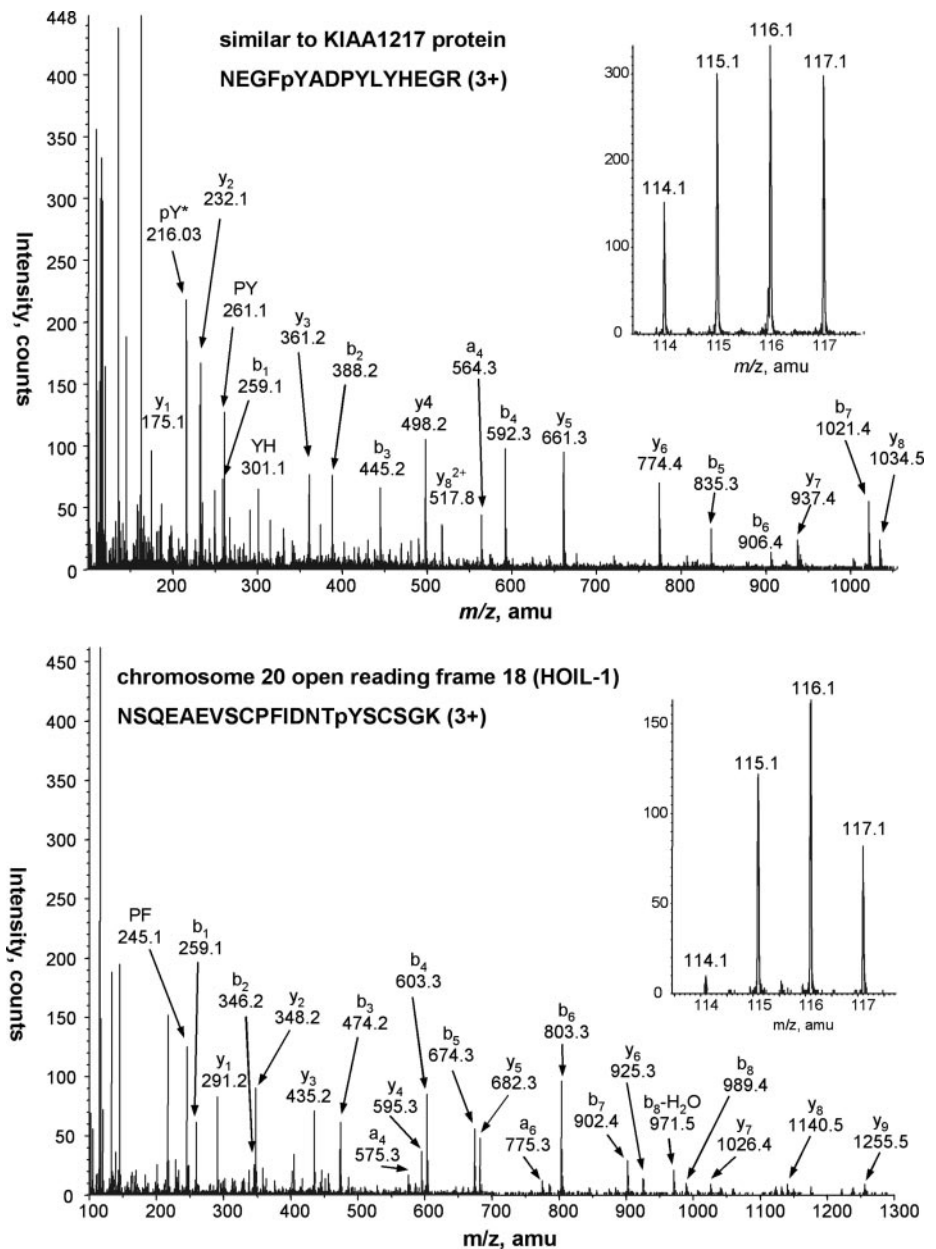 similar to KIAA1217 protein
NEGFpYADPYLYHEGR (3+)
Intensity, counts
448
400
350
300
250
200
150
100
50
0
pY*
216.03
y2
232.1
PY
261.1
b1
259.1
y3
361.2
b2
388.2
a4
564.3
y1
175.1
YH
301.1
b3
445.2
y4
498.2
y8 2+
517.8
b4
592.3
y5
661.3
y6
774.4
b5
835.3
b6
906.4
y7
937.4
b7
1021.4
y8
1034.5
200 300 400 500 600 700 800 900 1000
m/z, amu
300
200
100
0
114.1
115.1
116.1
117.1
114 115 116 117
m/z, amu
chromosome 20 open reading frame 18 (HOIL-1)
NSQEAEVSCPFIDNTpYSCSGK (3+)
Intensity, counts
450
400
350
300
250
200
150
100
50
0
PF
245.1
b1
259.1
b2
346.2
y1
291.2
y2
348.2
y3
435.2
b3
474.2
a4
575.3
y4
595.3
b4
603.3
b5
674.3
y5
682.3
a6
775.3
b6
803.3
b7
902.4
y6
925.3
b8-H2O
971.5
b8
989.4
y7
1026.4
y8
1140.5
y9
1255.5
100 200 300 400 500 600 700 800 900 1000 1100 1200 1300
m/z, amu
150
100
50
0
114.1
115.1
116.1
117.1
114 115 116 117
m/z, amu